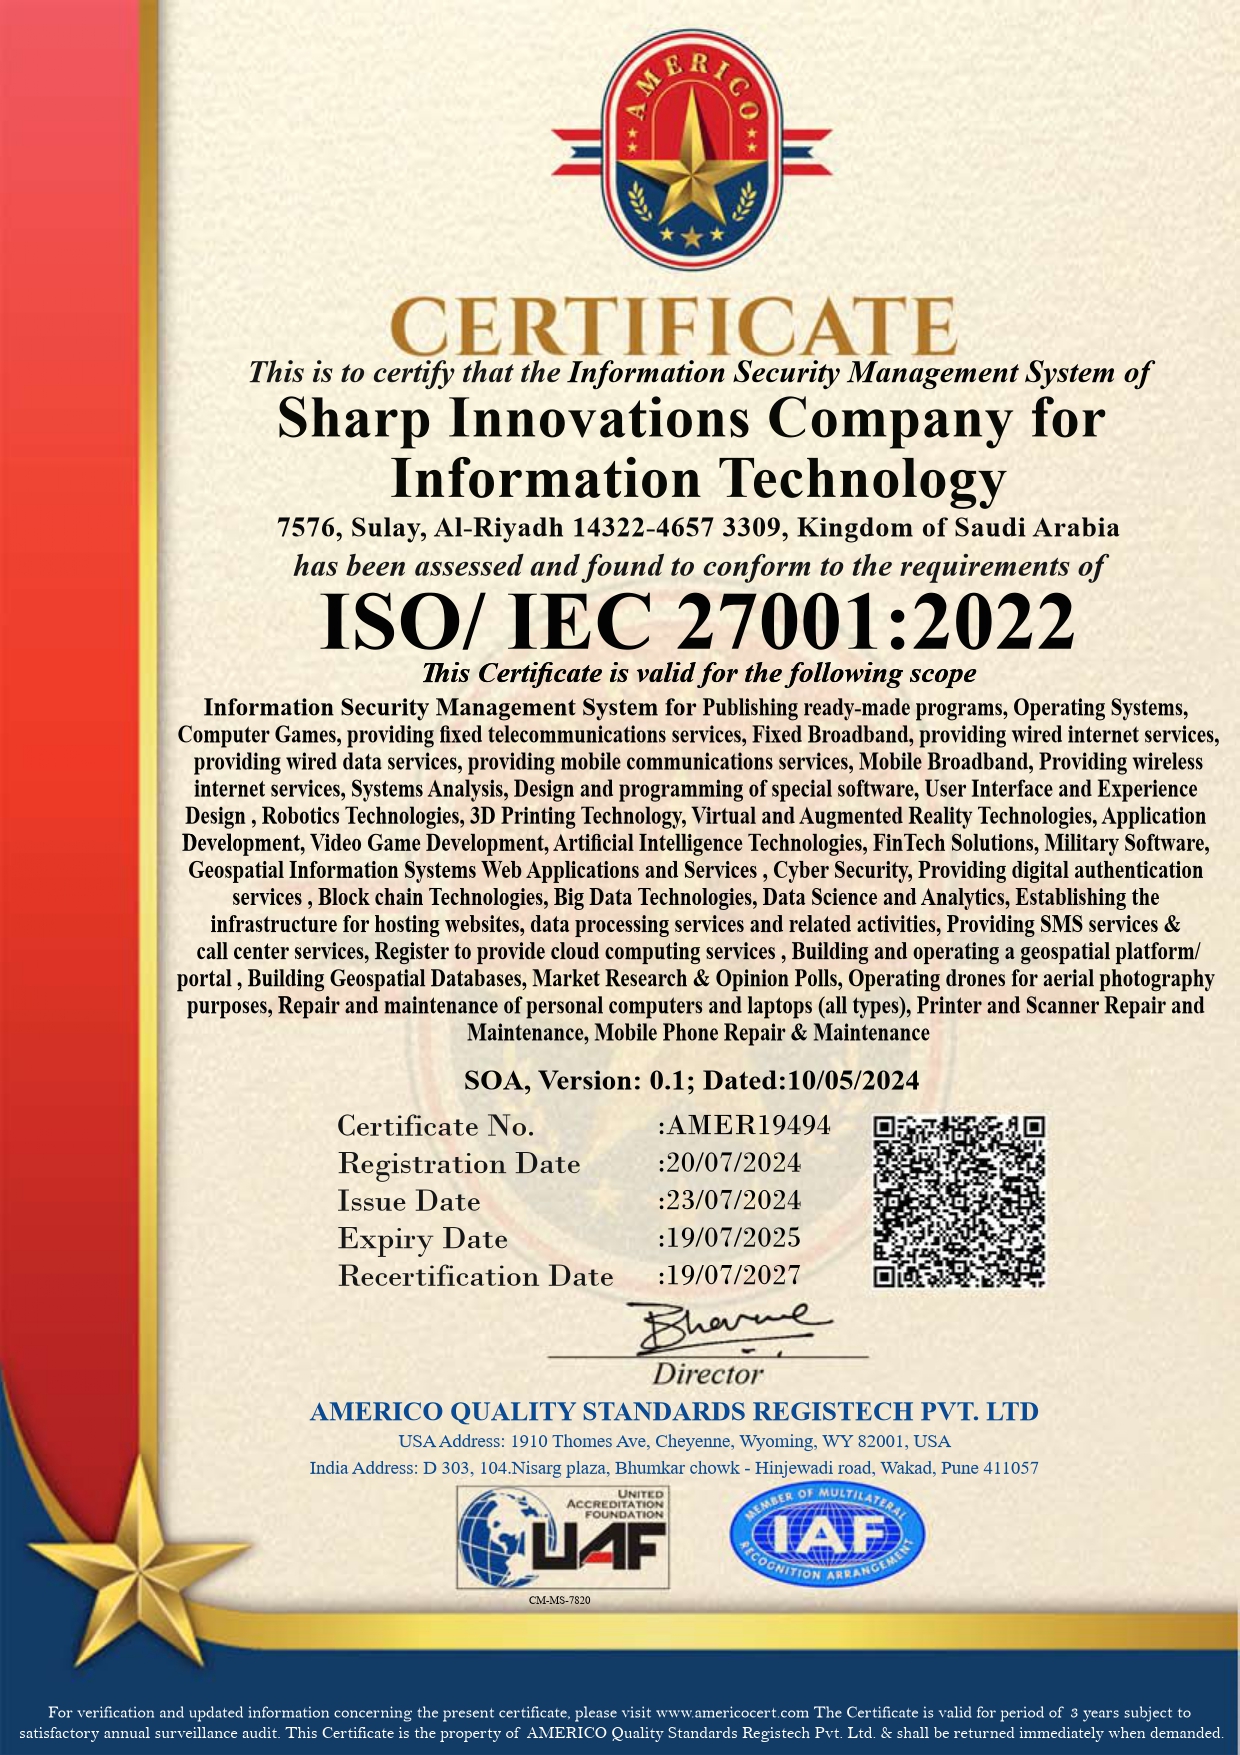 AMERICO
CERTIFICATE
This is to certify that the Information Security Management System of
Sharp Innovations Company for
Information Technology
7576, Sulay, Al-Riyadh 14322-4657 3309, Kingdom of Saudi Arabia
has been assessed and found to conform to the requirements of
ISO/ IEC 27001:2022
This Certificate is valid for the following scope
Information Security Management System for Publishing ready-made programs, Operating Systems,
Computer Games, providing fixed telecommunications services, Fixed Broadband, providing wired internet services,
providing wired data services, providing mobile communications services, Mobile Broadband, Providing wireless
internet services, Systems Analysis, Design and programming of special software, User Interface and Experience
Design , Robotics Technologies, 3D Printing Technology, Virtual and Augmented Reality Technologies, Application
Development, Video Game Development, Artificial Intelligence Technologies, FinTech Solutions, Military Software,
Geospatial Information Systems Web Applications and Services , Cyber Security, Providing digital authentication
services , Block chain Technologies, Big Data Technologies, Data Science and Analytics, Establishing the
infrastructure for hosting websites, data processing services and related activities, Providing SMS services &
call center services, Register to provide cloud computing services , Building and operating a geospatial platform/
portal , Building Geospatial Databases, Market Research & Opinion Polls, Operating drones for aerial photography
purposes, Repair and maintenance of personal computers and laptops (all types), Printer and Scanner Repair and
Maintenance, Mobile Phone Repair & Maintenance
SOA, Version: 0.1; Dated:10/05/2024
Certificate No. :AMER19494
Registration Date :20/07/2024
Issue Date :23/07/2024
Expiry Date :19/07/2025
Recertification Date :19/07/2027
Director
AMERICO QUALITY STANDARDS REGISTECH PVT. LTD
USA Address: 1910 Thomes Ave, Cheyenne, Wyoming, WY 82001, USA
India Address: D 303, 104.Nisarg plaza, Bhumkar chowk - Hinjewadi road, Wakad, Pune 411057
UNITED
ACCREDITATION
FOUNDATION
UAF
CM-MS-7820
MEMBER OF MULTILATERAL
IAF
RECOGNITION ARRANGEMENT
For verification and updated information concerning the present certificate, please visit www.americocert.com The Certificate is valid for period of 3 years subject to
satisfactory annual surveillance audit. This Certificate is the property of AMERICO Quality Standards Registech Pvt. Ltd. & shall be returned immediately when demanded.